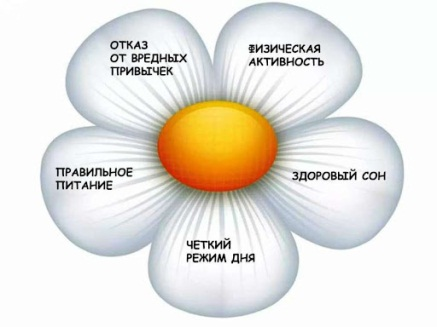 ОТКАЗ
ОТ ВРЕДНЫХ
ПРИВЫЧЕК
ФИЗИЧЕСКАЯ
АКТИВНОСТЬ
ПРАВИЛЬНОЕ
ПИТАНИЕ
ЗДОРОВЫЙ СОН
ЧЕТКИЙ
РЕЖИМ ДНЯ